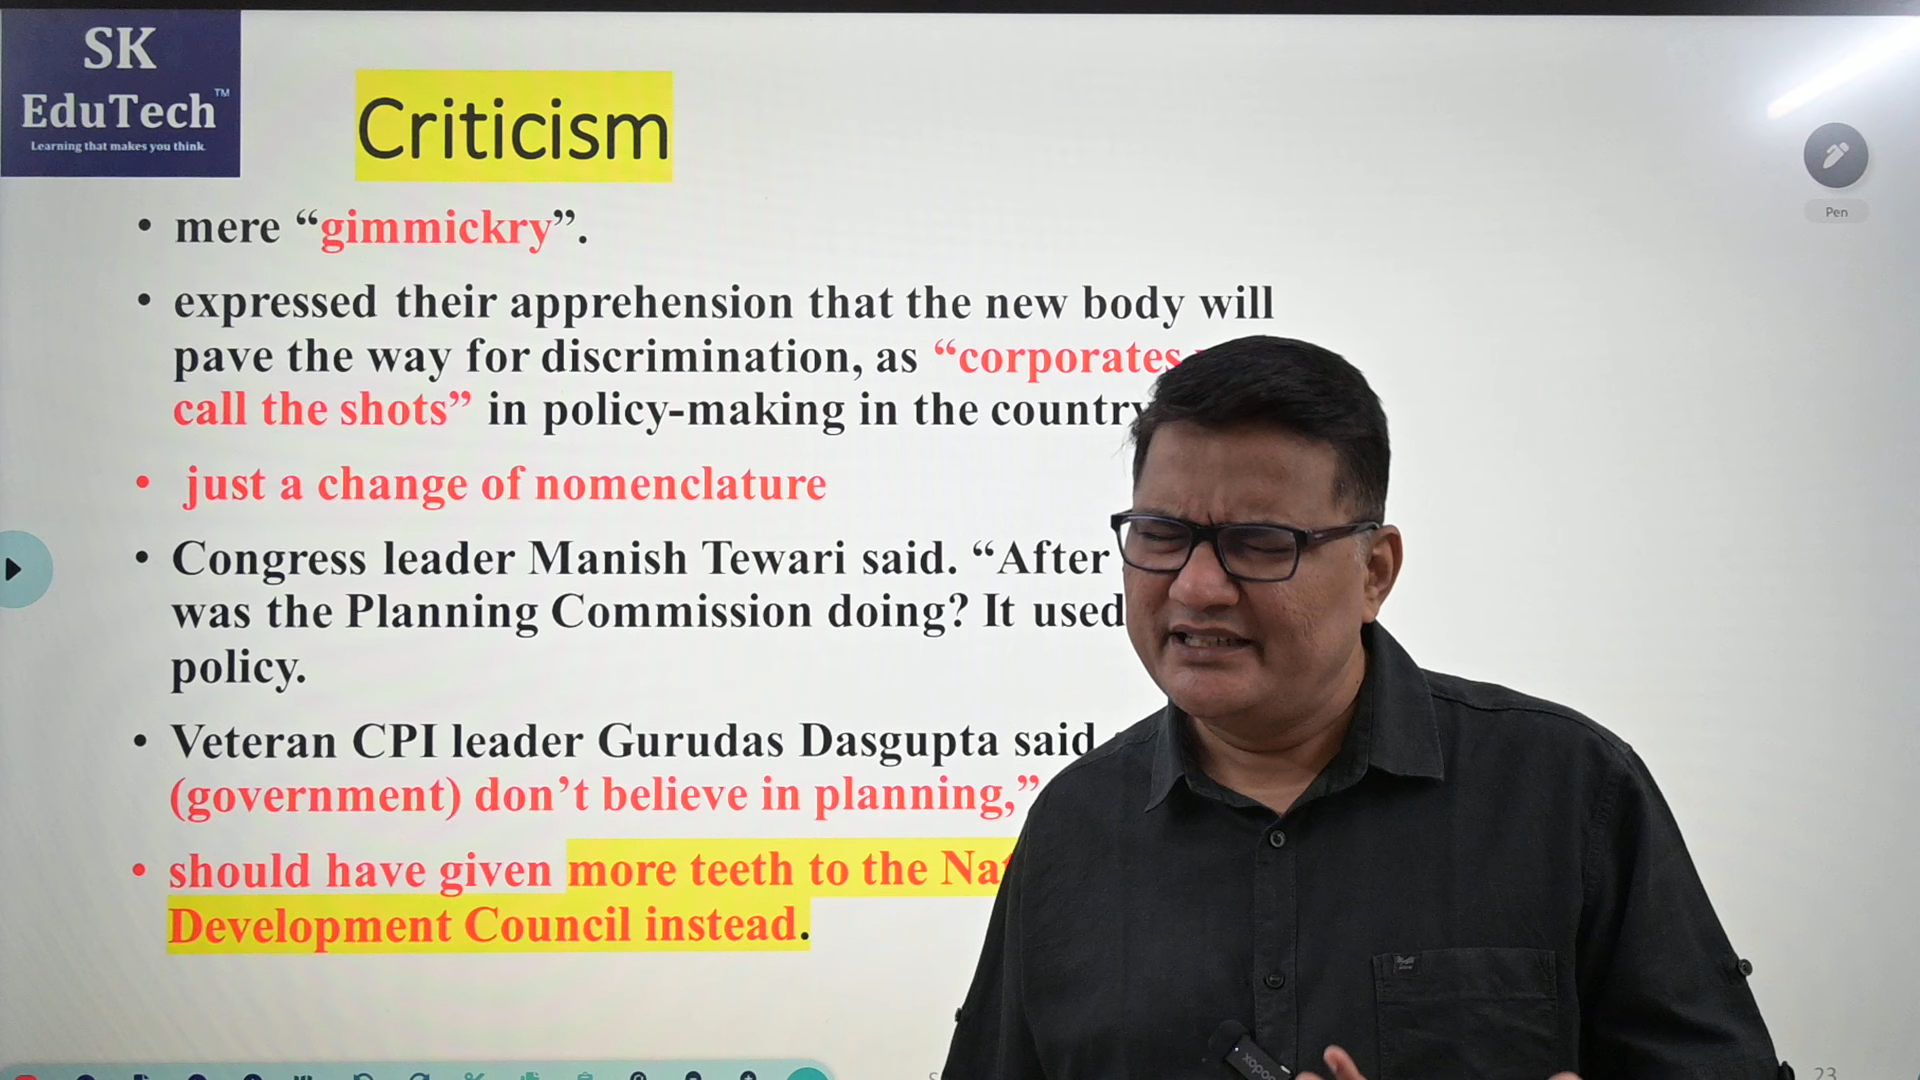 SK
EduTech™
Learning that makes you think.
Criticism
Pen
• mere “gimmickry”.
• expressed their apprehension that the new body will
pave the way for discrimination, as “corporates
call the shots” in policy-making in the country
• just a change of nomenclature
• Congress leader Manish Tewari said. “After
was the Planning Commission doing? It used
policy.
• Veteran CPI leader Gurudas Dasgupta said
(government) don’t believe in planning,”
• should have given more teeth to the
Development Council instead.
23